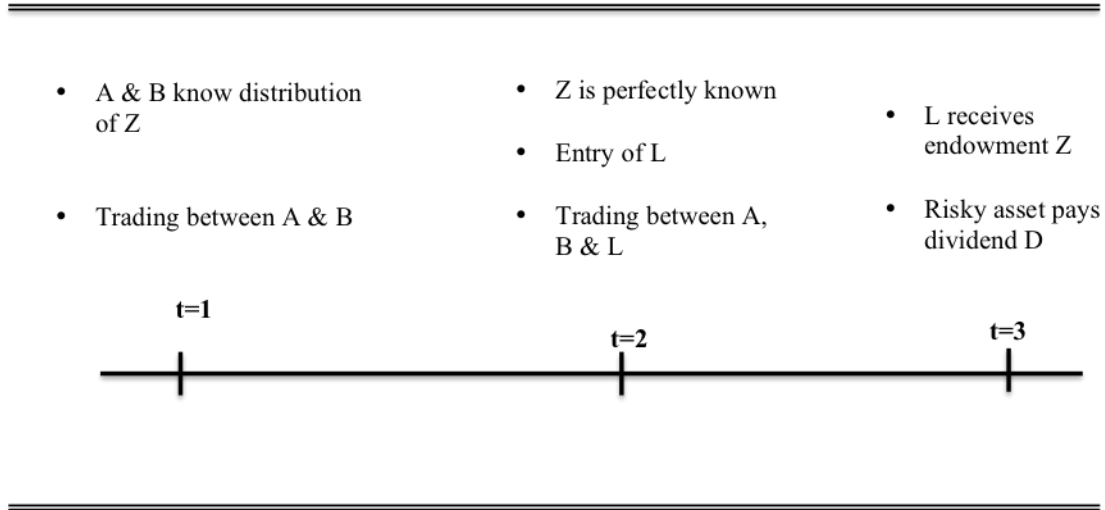 • A & B know distribution
of Z
• Trading between A & B
• Z is perfectly known
• Entry of L
• Trading between A,
B & L
• L receives
endowment Z
• Risky asset pays
dividend D
t=1
t=2
t=3